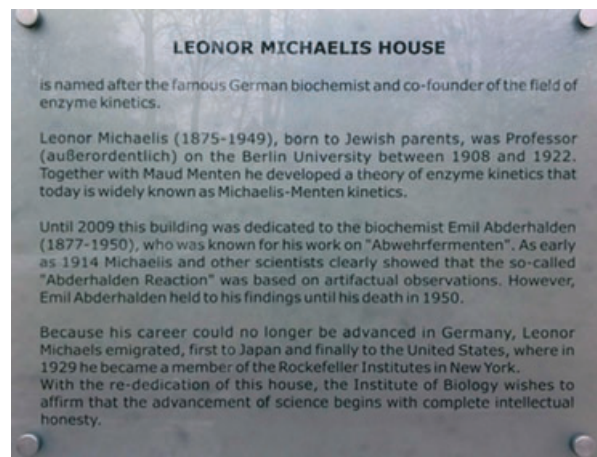 LEONOR MICHAELIS HOUSE
is named after the famous German biochemist and co-founder of the field of
enzyme kinetics.
Leonor Michaelis (1875-1949), born to Jewish parents, was Professor
(außerordentlich) on the Berlin University between 1908 and 1922.
Together with Maud Menten he developed a theory of enzyme kinetics that
today is widely known as Michaelis-Menten kinetics.
Until 2009 this building was dedicated to the biochemist Emil Abderhalden
(1877-1950), who was known for his work on "Abwehrfermenten". As early
as 1914 Michaelis and other scientists clearly showed that the so-called
"Abderhalden Reaction" was based on artifactual observations. However,
Emil Abderhalden held to his findings until his death in 1950.
Because his career could no longer be advanced in Germany, Leonor
Michaels emigrated, first to Japan and finally to the United States, where in
1929 he became a member of the Rockefeller Institutes in New York.
With the re-dedication of this house, the Institute of Biology wishes to
affirm that the advancement of science begins with complete intellectual
honesty.